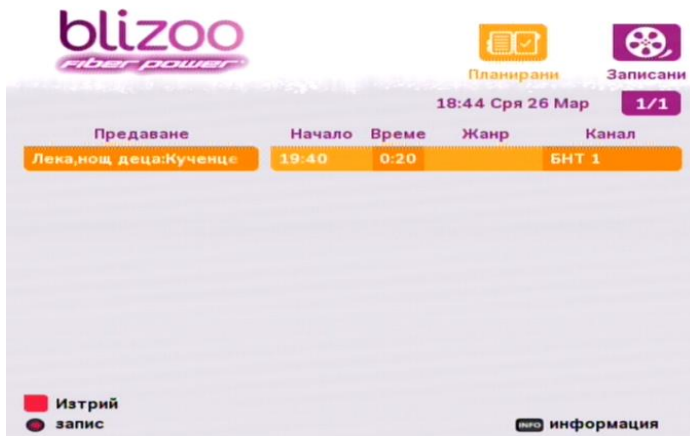 blizoo
Fiber power
Планирани
Записани
18:44 Сря 26 Мар
1/1
Предаване Начало Време Жанр Канал
Лека,нощ деца:Кученце 19:40 0:20 БНТ 1
Изтрий
запис
INFO информация